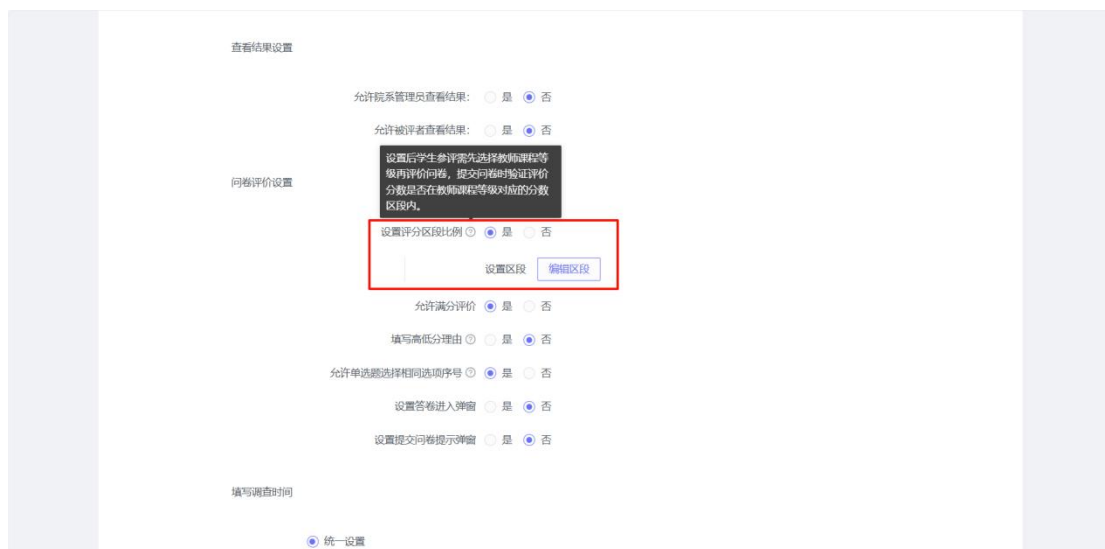 查看结果设置
允许院系管理员查看结果： 是 否
允许被评者查看结果： 是 否
设置后学生参评需先选择教师课程等
级再评价问卷，提交问卷时验证评价
分数是否在教师课程等级对应的分数
区段内。
问卷评价设置
设置评分区段比例 ? 是 否
设置区段 编辑区段
允许满分评价 是 否
填写高低分理由 ? 是 否
允许单选题选择相同选项序号 ? 是 否
设置答卷进入弹窗 是 否
设置提交问卷提示弹窗 是 否
填写调查时间
统一设置